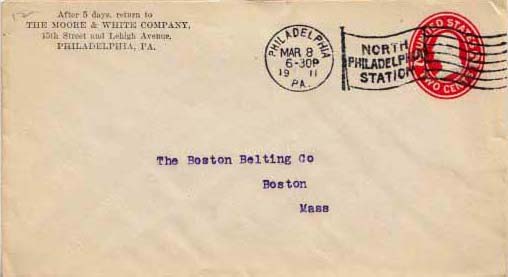 12
After 5 days, return to
THE MOORE & WHITE COMPANY,
15th Street and Lehigh Avenue,
PHILADELPHIA, PA.
PHILADELPHIA
MAR 8
6-30P
19 11
PA.
NORTH
PHILADELPHIA
STATION
UNITED STATES
TWO CENTS
The Boston Belting Co
Boston
Mass